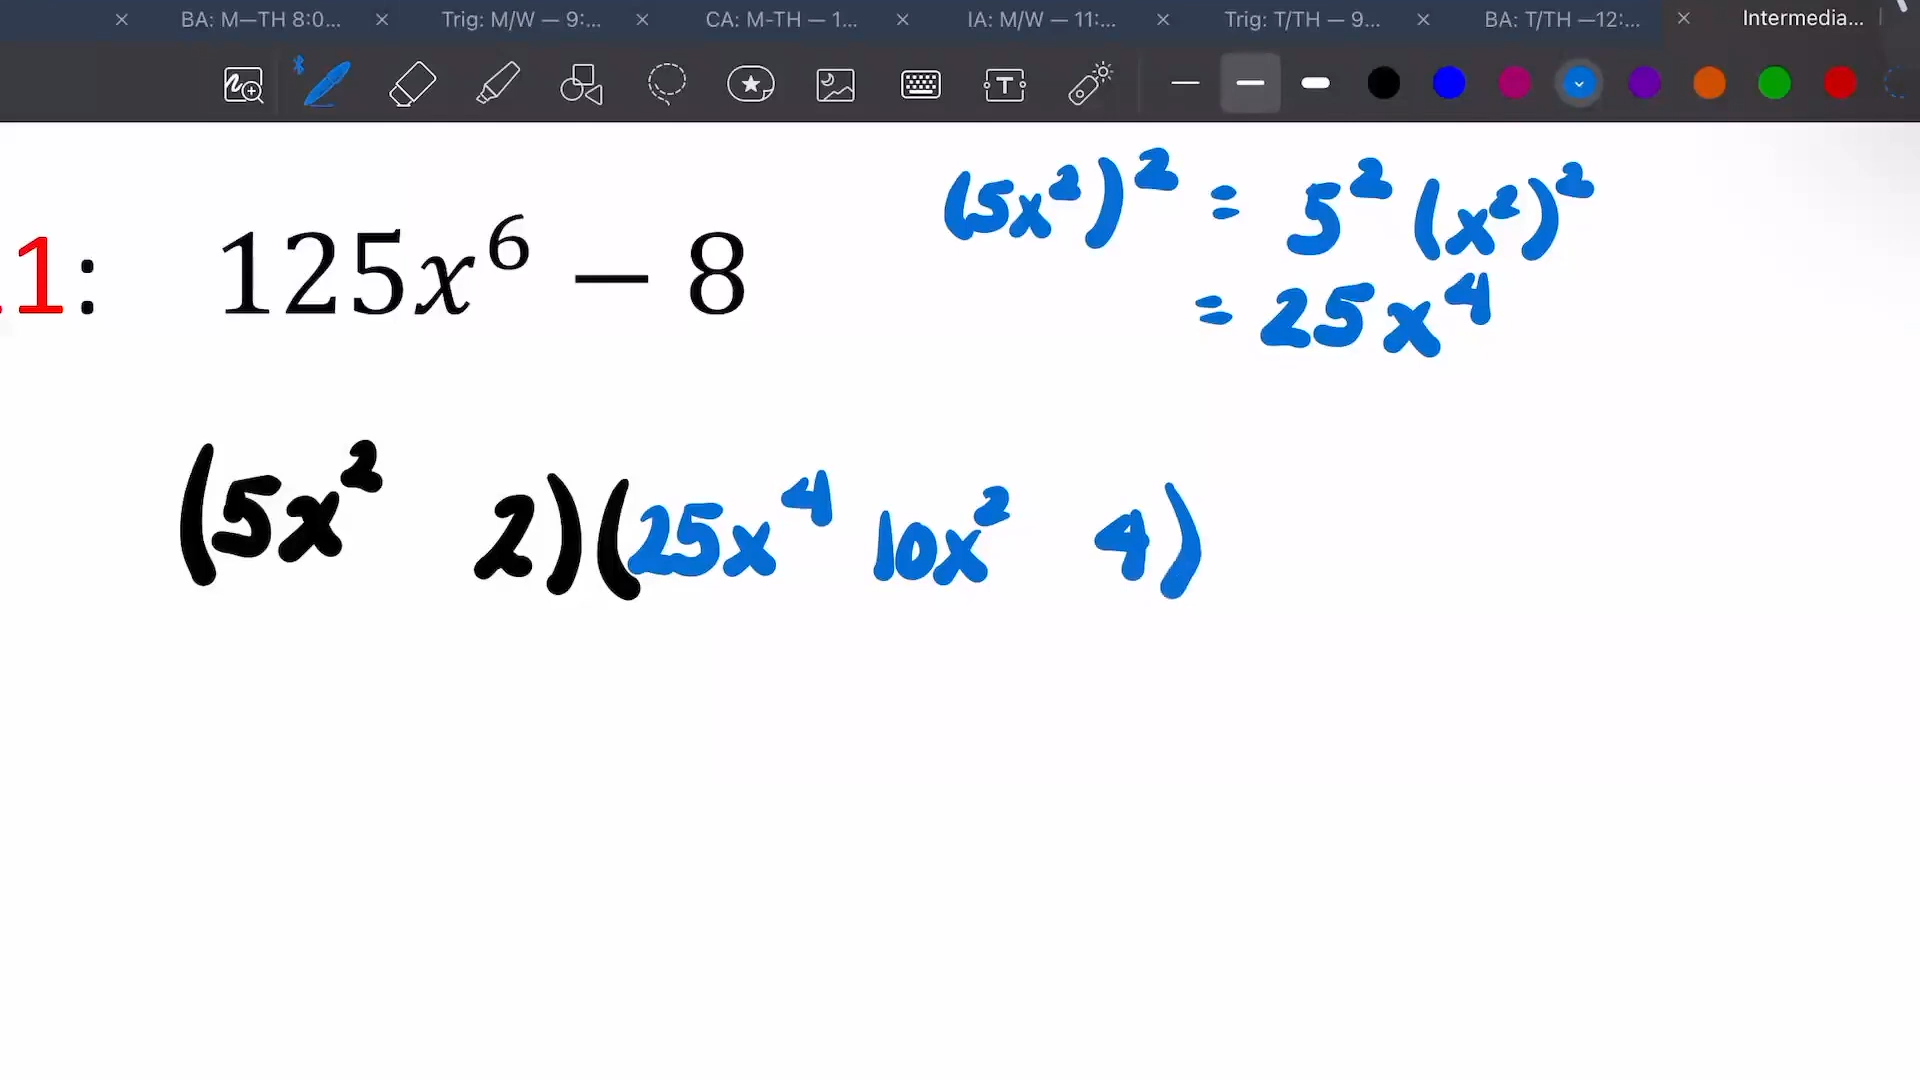 BA: M—TH 8:0... Trig: M/W — 9:... CA: M-TH — 1... IA: M/W — 11:... Trig: T/TH — 9... BA: T/TH —12:... Intermedia...
T
(5x²)² = 5²(x²)²
1: 125x⁶ − 8
= 25x⁴
(5x² 2)(25x⁴ 10x² 4)